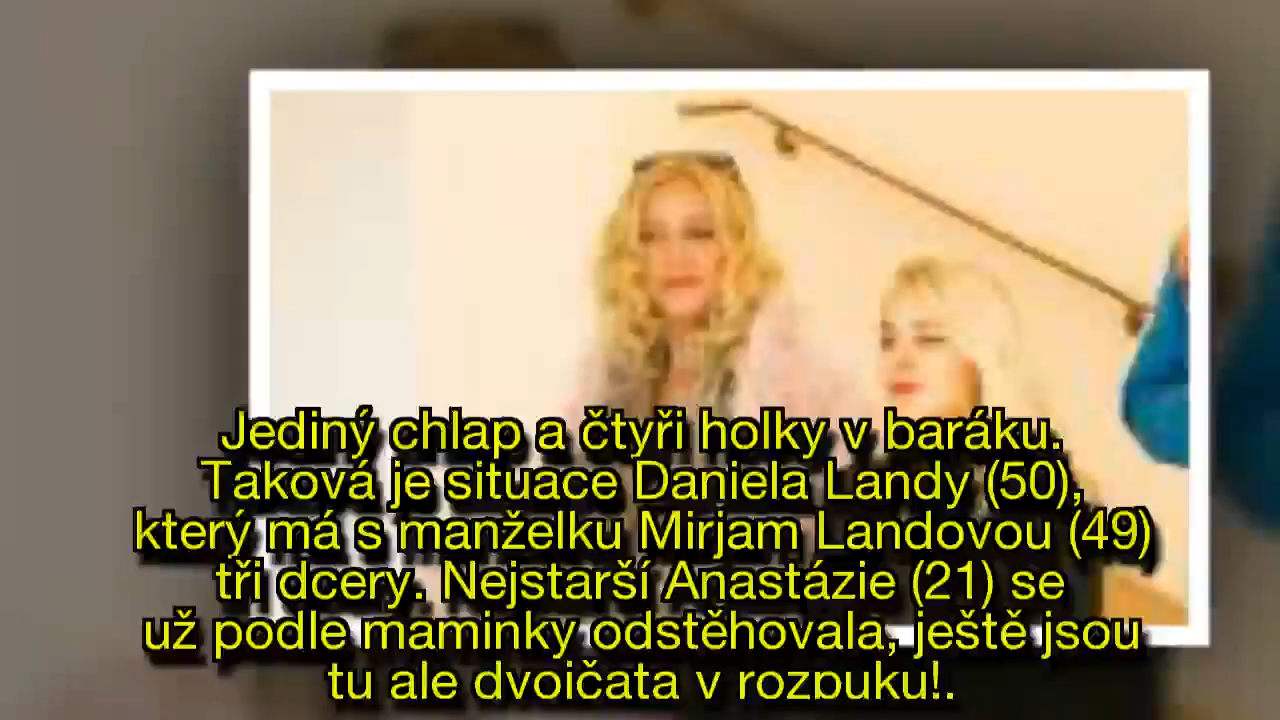 Jediný chlap a čtyři holky v baráku.
Taková je situace Daniela Landy (50),
který má s manželku Mirjam Landovou (49)
tři dcery. Nejstarší Anastázie (21) se
už podle maminky odstěhovala, ještě jsou
tu ale dvojčata v rozpuku!.